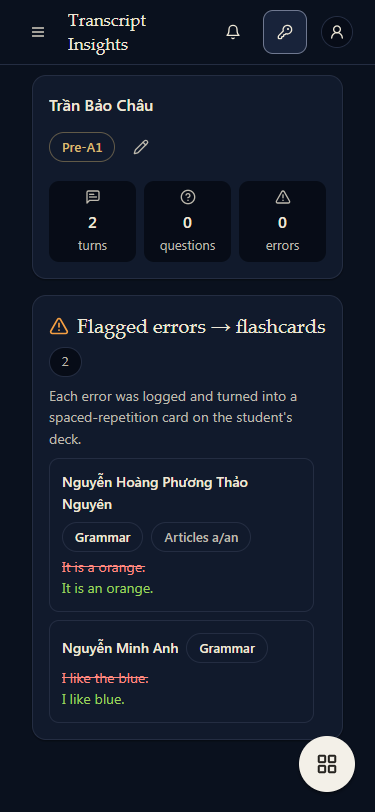 Transcript
Insights
Trần Bảo Châu
Pre-A1
2
turns
0
questions
0
errors
Flagged errors → flashcards
2
Each error was logged and turned into a
spaced-repetition card on the student's
deck.
Nguyễn Hoàng Phương Thảo
Nguyên
Grammar
Articles a/an
It is a orange.
It is an orange.
Nguyễn Minh Anh
Grammar
I like the blue.
I like blue.